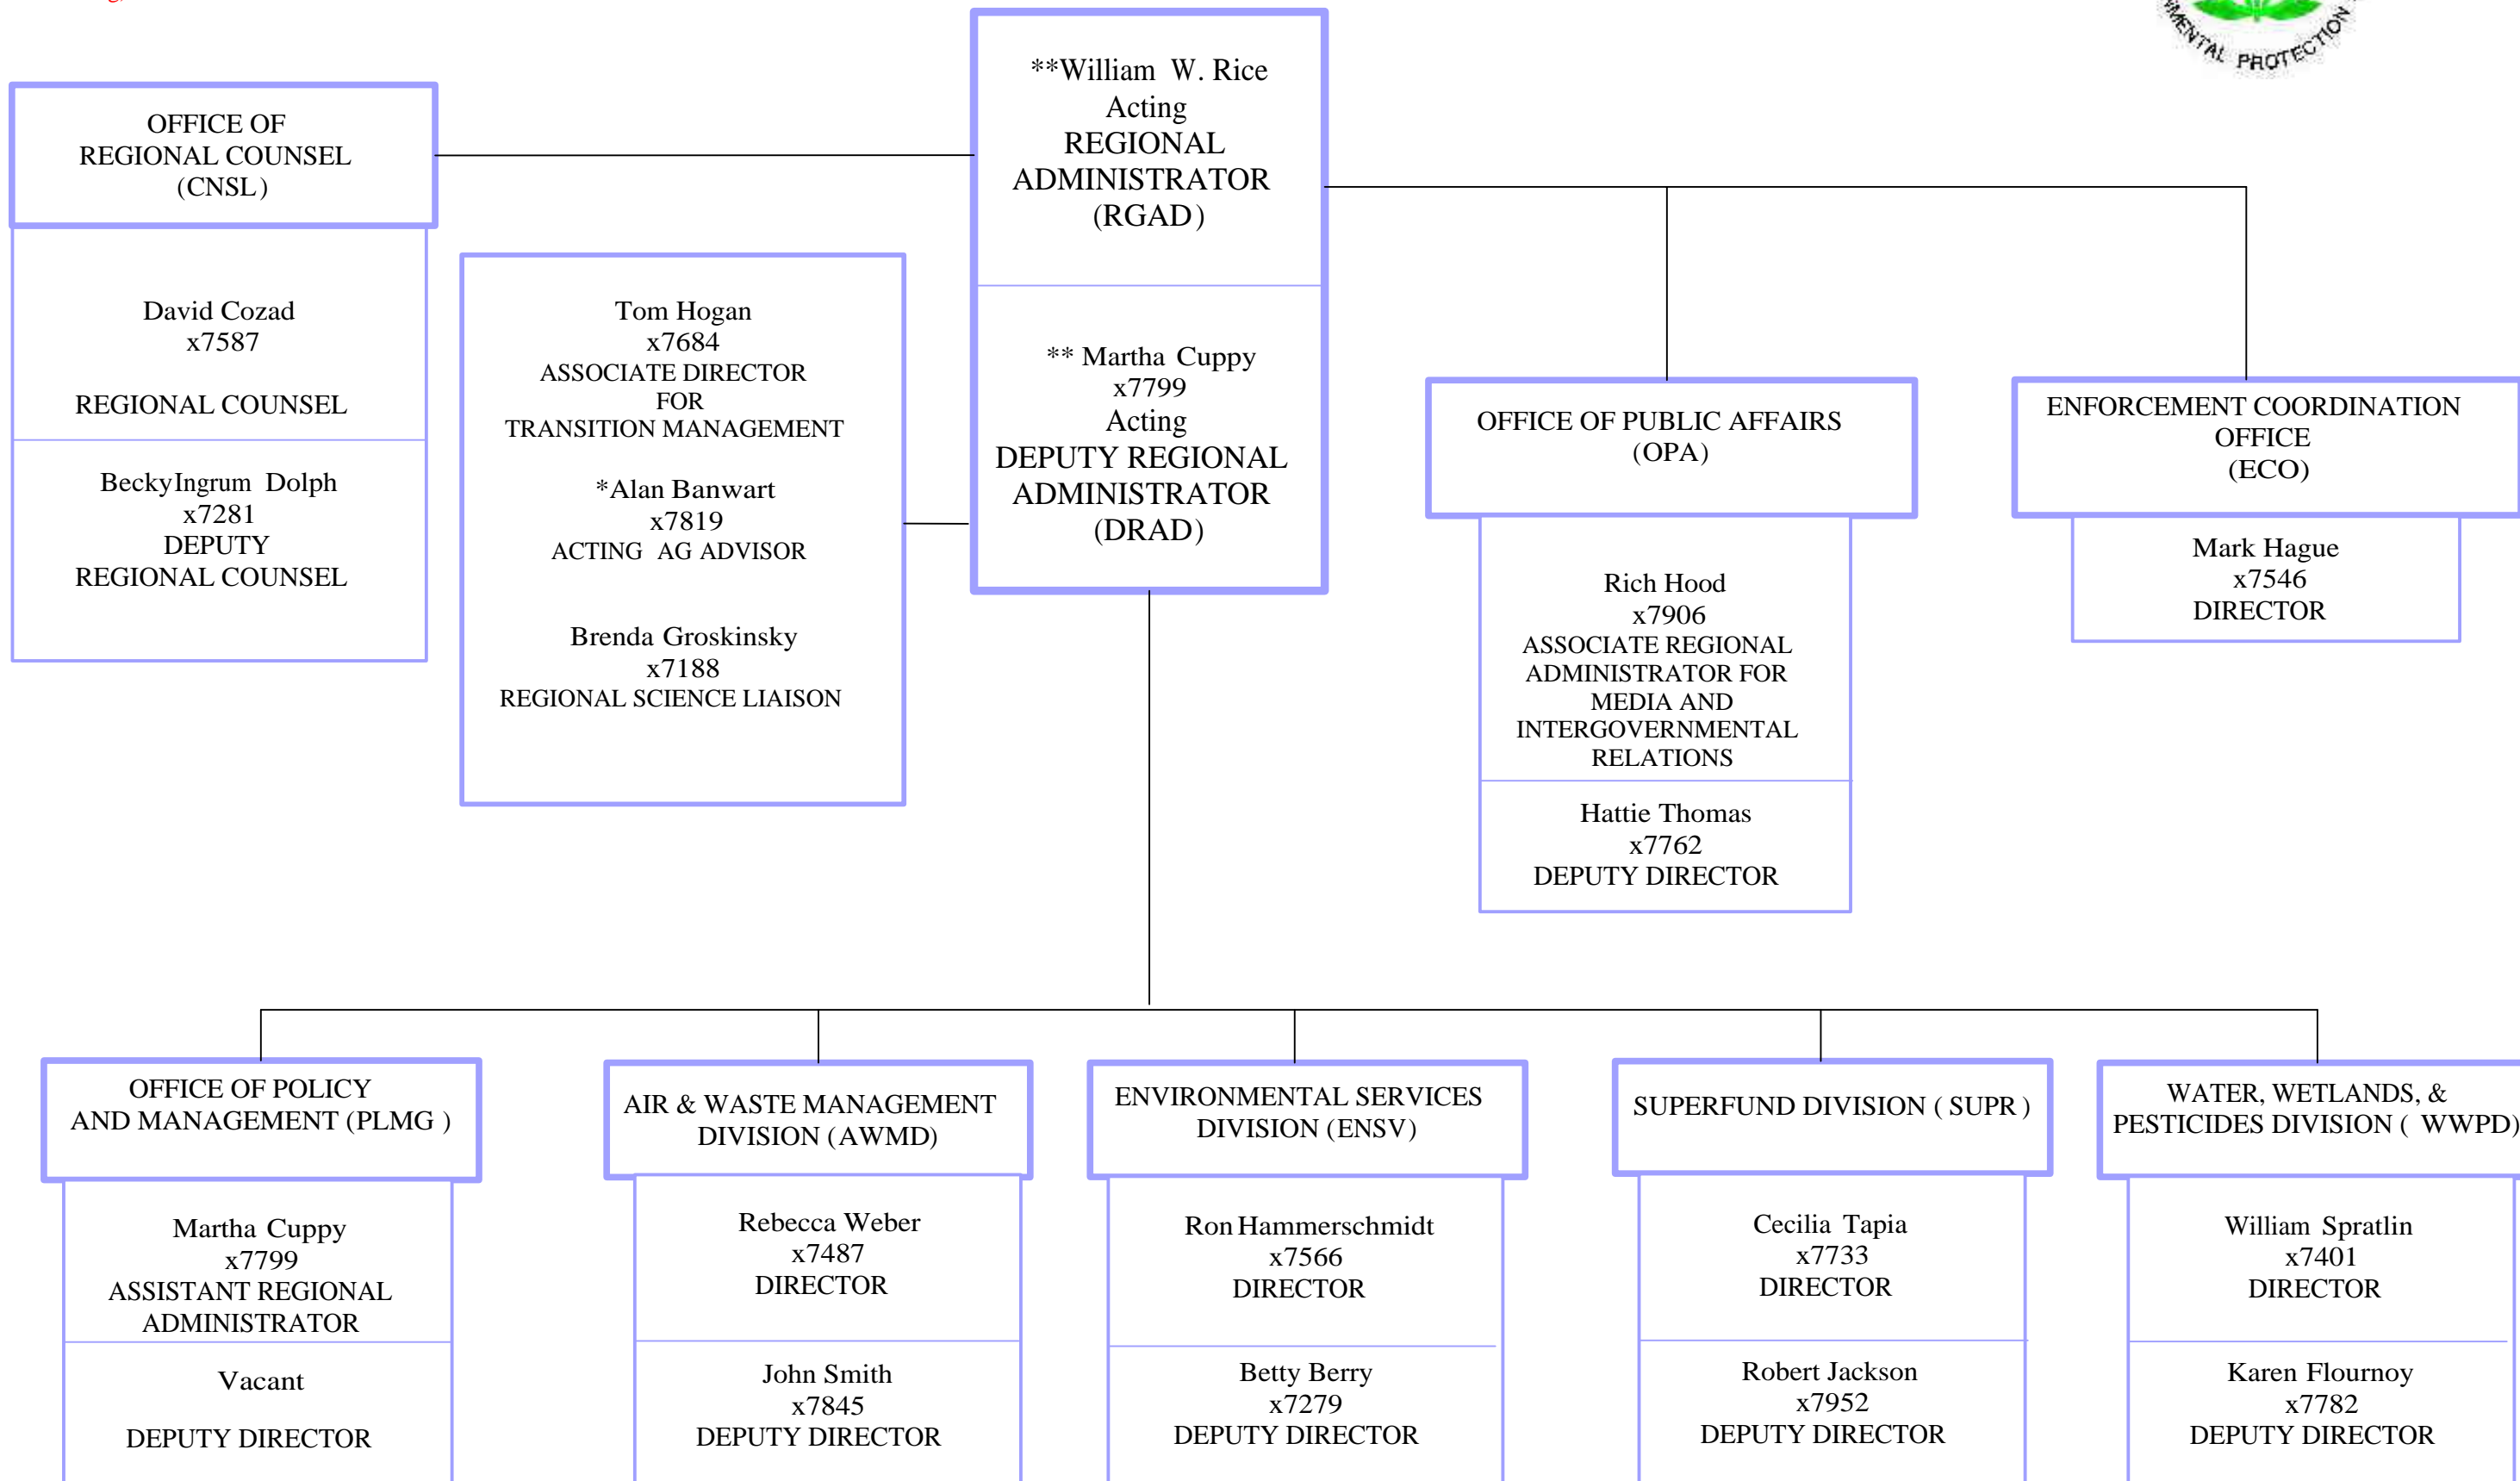 PROTECTION
**William W. Rice
Acting
REGIONAL
ADMINISTRATOR
(RGAD)
** Martha Cuppy
x7799
Acting
DEPUTY REGIONAL
ADMINISTRATOR
(DRAD)
OFFICE OF
REGIONAL COUNSEL
(CNSL)
David Cozad
x7587
REGIONAL COUNSEL
BeckyIngrum Dolph
x7281
DEPUTY
REGIONAL COUNSEL
Tom Hogan
x7684
ASSOCIATE DIRECTOR
FOR
TRANSITION MANAGEMENT
*Alan Banwart
x7819
ACTING AG ADVISOR
Brenda Groskinsky
x7188
REGIONAL SCIENCE LIAISON
OFFICE OF PUBLIC AFFAIRS
(OPA)
Rich Hood
x7906
ASSOCIATE REGIONAL
ADMINISTRATOR FOR
MEDIA AND
INTERGOVERNMENTAL
RELATIONS
Hattie Thomas
x7762
DEPUTY DIRECTOR
ENFORCEMENT COORDINATION
OFFICE
(ECO)
Mark Hague
x7546
DIRECTOR
OFFICE OF POLICY
AND MANAGEMENT (PLMG )
Martha Cuppy
x7799
ASSISTANT REGIONAL
ADMINISTRATOR
Vacant
DEPUTY DIRECTOR
AIR & WASTE MANAGEMENT
DIVISION (AWMD)
Rebecca Weber
x7487
DIRECTOR
John Smith
x7845
DEPUTY DIRECTOR
ENVIRONMENTAL SERVICES
DIVISION (ENSV)
Ron Hammerschmidt
x7566
DIRECTOR
Betty Berry
x7279
DEPUTY DIRECTOR
SUPERFUND DIVISION ( SUPR )
Cecilia Tapia
x7733
DIRECTOR
Robert Jackson
x7952
DEPUTY DIRECTOR
WATER, WETLANDS, &
PESTICIDES DIVISION ( WWPD)
William Spratlin
x7401
DIRECTOR
Karen Flournoy
x7782
DEPUTY DIRECTOR